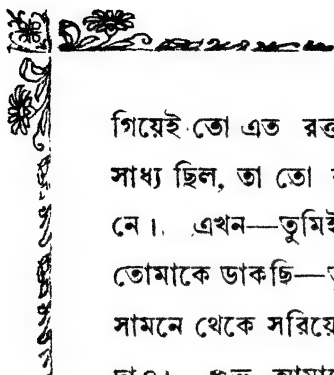 গিয়েই তো এত রক্ত
সাধ্য ছিল, তা তো
নে। এখন—তুমিই
তোমাকে ডাকছি—
সামনে থেকে সরিয়ে